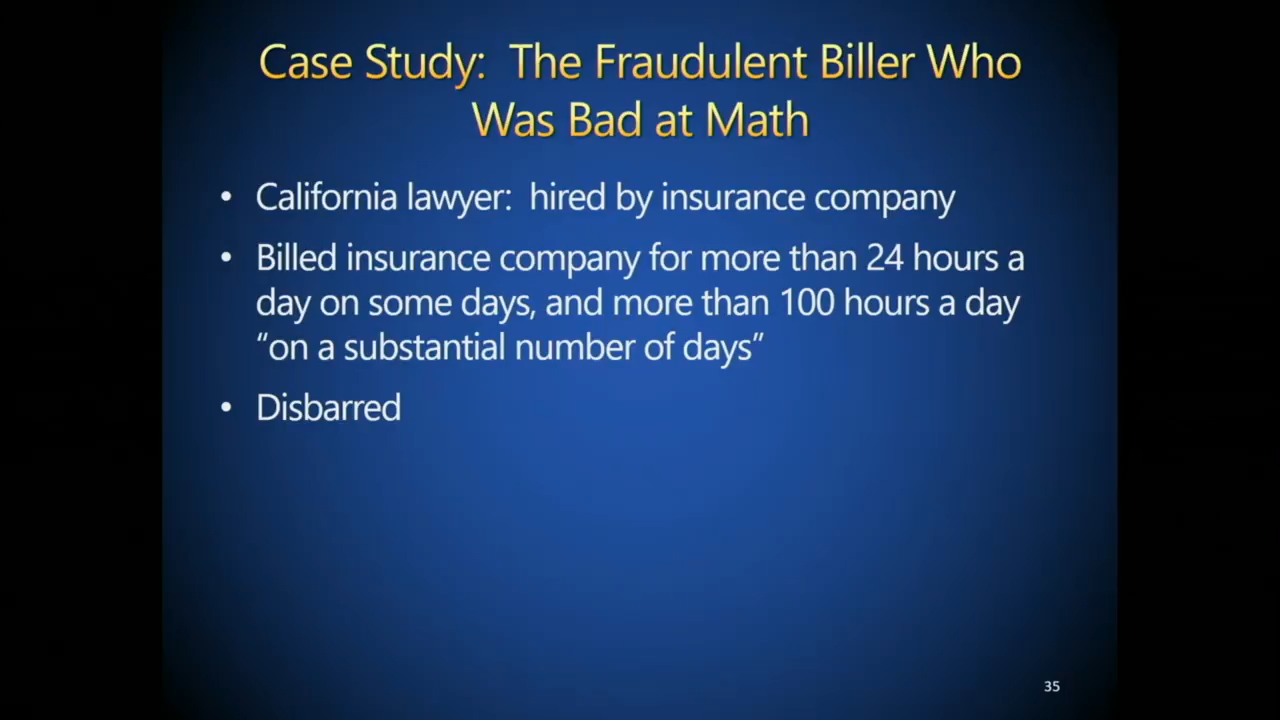 Case Study:  The Fraudulent Biller Who
Was Bad at Math
• California lawyer:  hired by insurance company
• Billed insurance company for more than 24 hours a
day on some days, and more than 100 hours a day
“on a substantial number of days”
• Disbarred
35